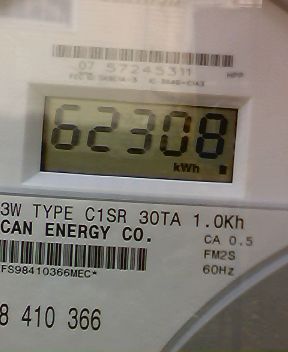 07 57245311
HPP
62308
kWh
3W TYPE C1SR 30TA 1.0Kh
CAN ENERGY CO.
CA 0.5
FM2S
60Hz
FS98410366MEC*
8 410 366